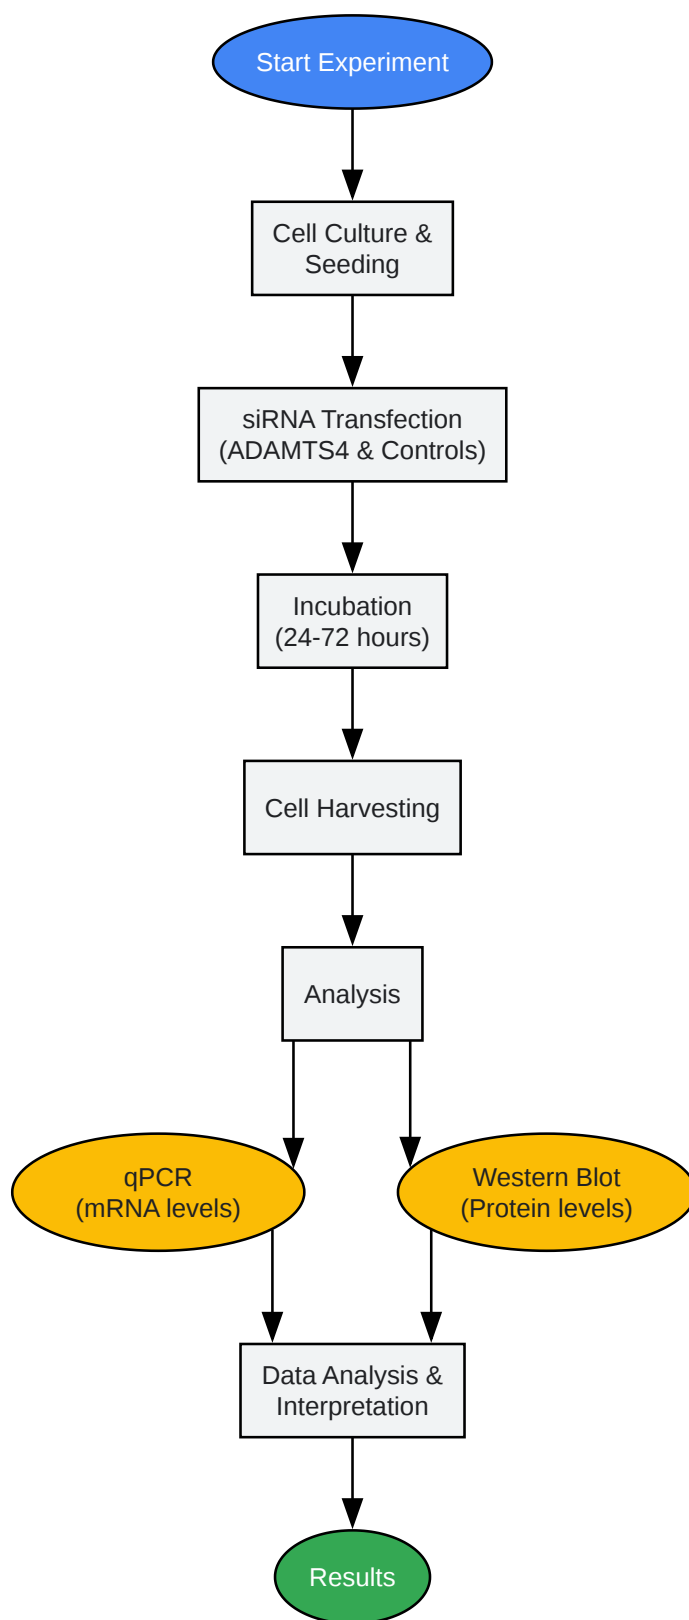 Start Experiment
Cell Culture &
Seeding
siRNA Transfection
(ADAMTS4 & Controls)
Incubation
(24-72 hours)
Cell Harvesting
Analysis
qPCR
(mRNA levels)
Western Blot
(Protein levels)
Data Analysis &
Interpretation
Results